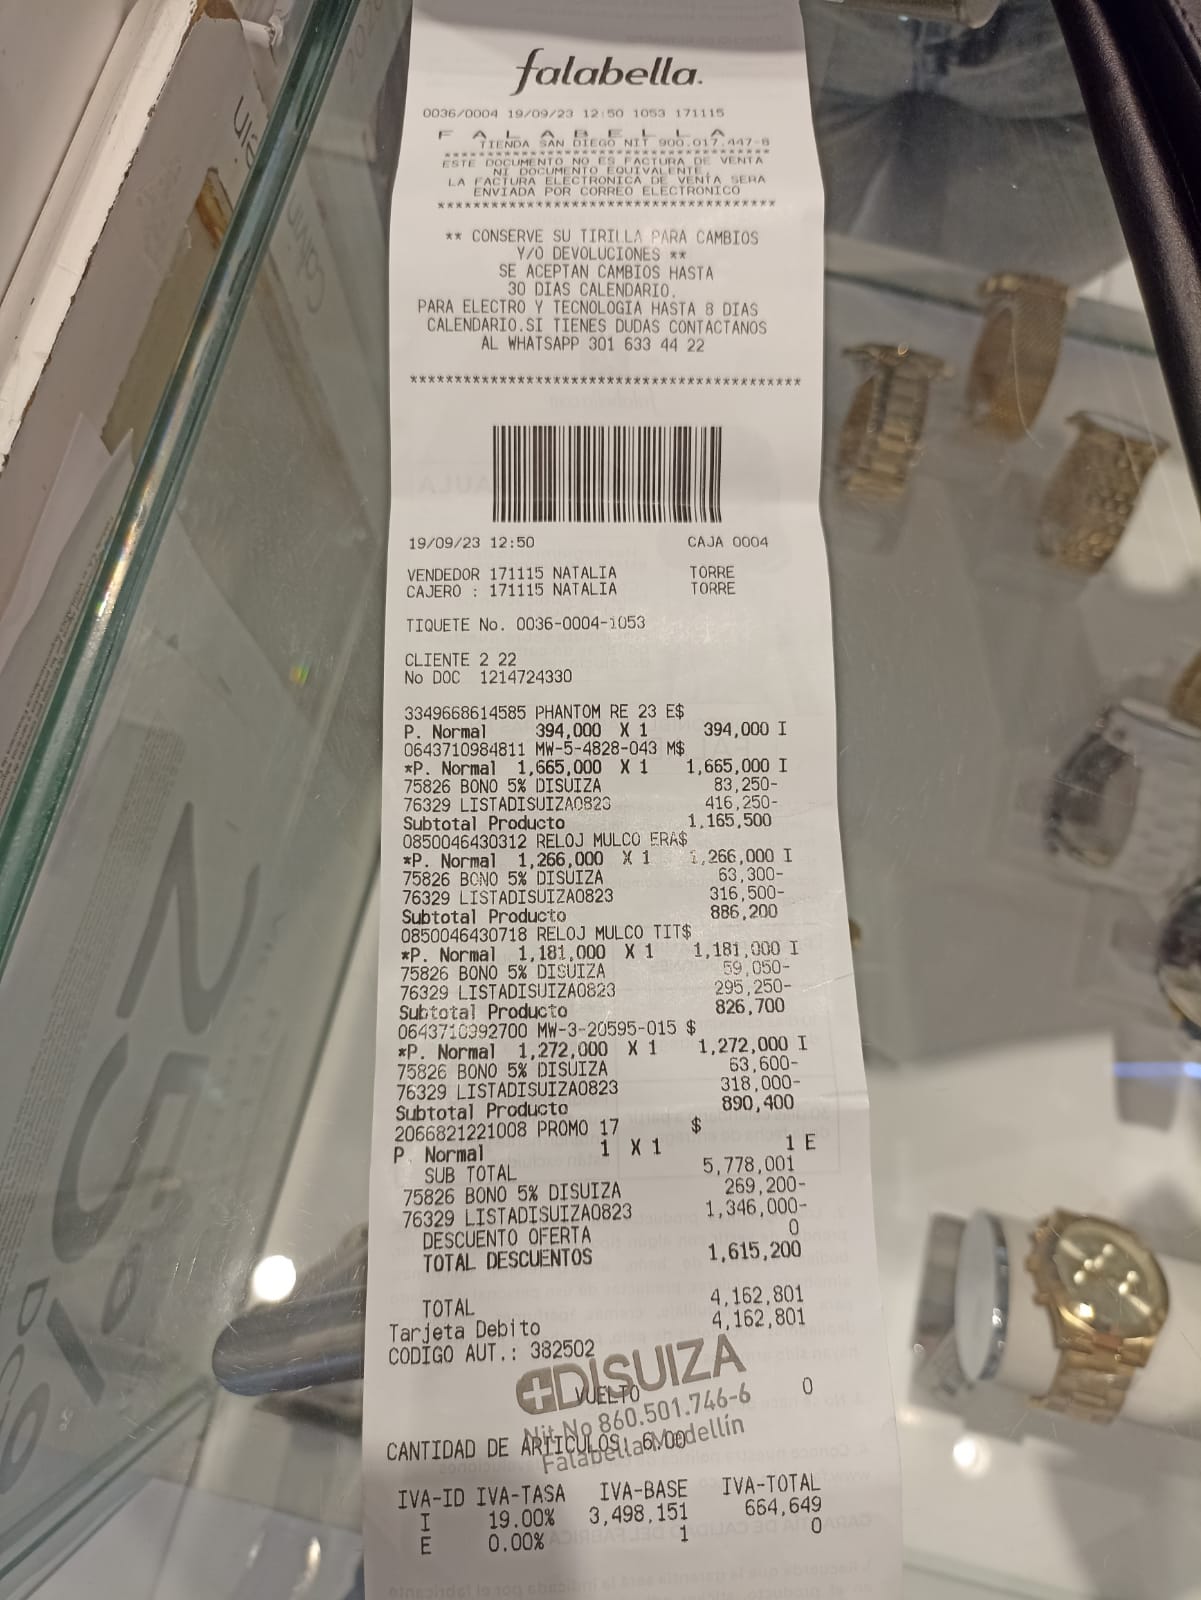 falabella.
0036/0004 19/09/23 12:50 1053 171115
F A L A B E L L A
TIENDA SAN DIEGO NIT 900.017.447-8
****************************************
ESTE DOCUMENTO NO ES FACTURA DE VENTA
NI DOCUMENTO EQUIVALENTE,
LA FACTURA ELECTRONICA DE VENTA SERA
ENVIADA POR CORREO ELECTRONICO
****************************************
** CONSERVE SU TIRILLA PARA CAMBIOS
Y/O DEVOLUCIONES **
SE ACEPTAN CAMBIOS HASTA
30 DIAS CALENDARIO.
PARA ELECTRO Y TECNOLOGIA HASTA 8 DIAS
CALENDARIO.SI TIENES DUDAS CONTACTANOS
AL WHATSAPP 301 633 44 22
********************************************
19/09/23 12:50 CAJA 0004
VENDEDOR 171115 NATALIA TORRE
CAJERO : 171115 NATALIA TORRE
TIQUETE No. 0036-0004-1053
CLIENTE 2 22
No DOC 1214724330
3349668614585 PHANTOM RE 23 E$
P. Normal 394,000 X 1 394,000 I
0643710984811 MW-5-4828-043 M$
*P. Normal 1,665,000 X 1 1,665,000 I
75826 BONO 5% DISUIZA 83,250-
76329 LISTADISUIZA0823 416,250-
Subtotal Producto 1,165,500
0850046430312 RELOJ MULCO ERA$
*P. Normal 1,266,000 X 1 1,266,000 I
75826 BONO 5% DISUIZA 63,300-
76329 LISTADISUIZA0823 316,500-
Subtotal Producto 886,200
0850046430718 RELOJ MULCO TIT$
*P. Normal 1,181,000 X 1 1,181,000 I
75826 BONO 5% DISUIZA 59,050-
76329 LISTADISUIZA0823 295,250-
Subtotal Producto 826,700
0643710992700 MW-3-20595-015 $
*P. Normal 1,272,000 X 1 1,272,000 I
75826 BONO 5% DISUIZA 63,600-
76329 LISTADISUIZA0823 318,000-
Subtotal Producto 890,400
2066821221008 PROMO 17 $
P. Normal 1 X 1 1 E
SUB TOTAL 5,778,001
75826 BONO 5% DISUIZA 269,200-
76329 LISTADISUIZA0823 1,346,000-
DESCUENTO OFERTA 0
TOTAL DESCUENTOS 1,615,200
TOTAL 4,162,801
Tarjeta Debito 4,162,801
CODIGO AUT.: 382502
DISUIZA
VUELTO 0
Nit-No 860.501.746-6
CANTIDAD DE ARTICULOS: 6.00
Falabella Medellín
IVA-ID IVA-TASA IVA-BASE IVA-TOTAL
I 19.00% 3,498,151 664,649
E 0.00% 1 0